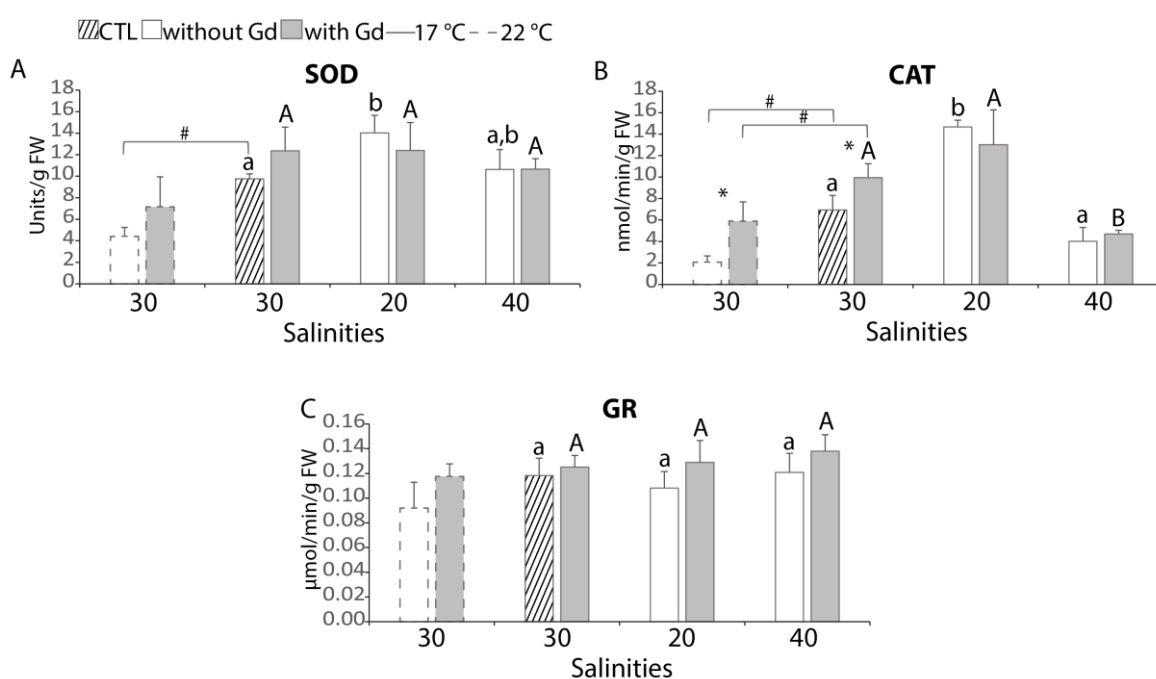 CTL without Gd with Gd 17 °C 22 °C
A
SOD
Units/g FW
18
16
14
12
10
8
6
4
2
0
#
a
A
b
A
a,b
A
30 30 20 40
Salinities
B
CAT
nmol/min/g FW
18
16
14
12
10
8
6
4
2
0
#
#
*
*
a
A
b
A
a
B
30 30 20 40
Salinities
C
GR
µmol/min/g FW
0.16
0.14
0.12
0.10
0.08
0.06
0.04
0.02
0.00
a
A
a
A
a
A
30 30 20 40
Salinities